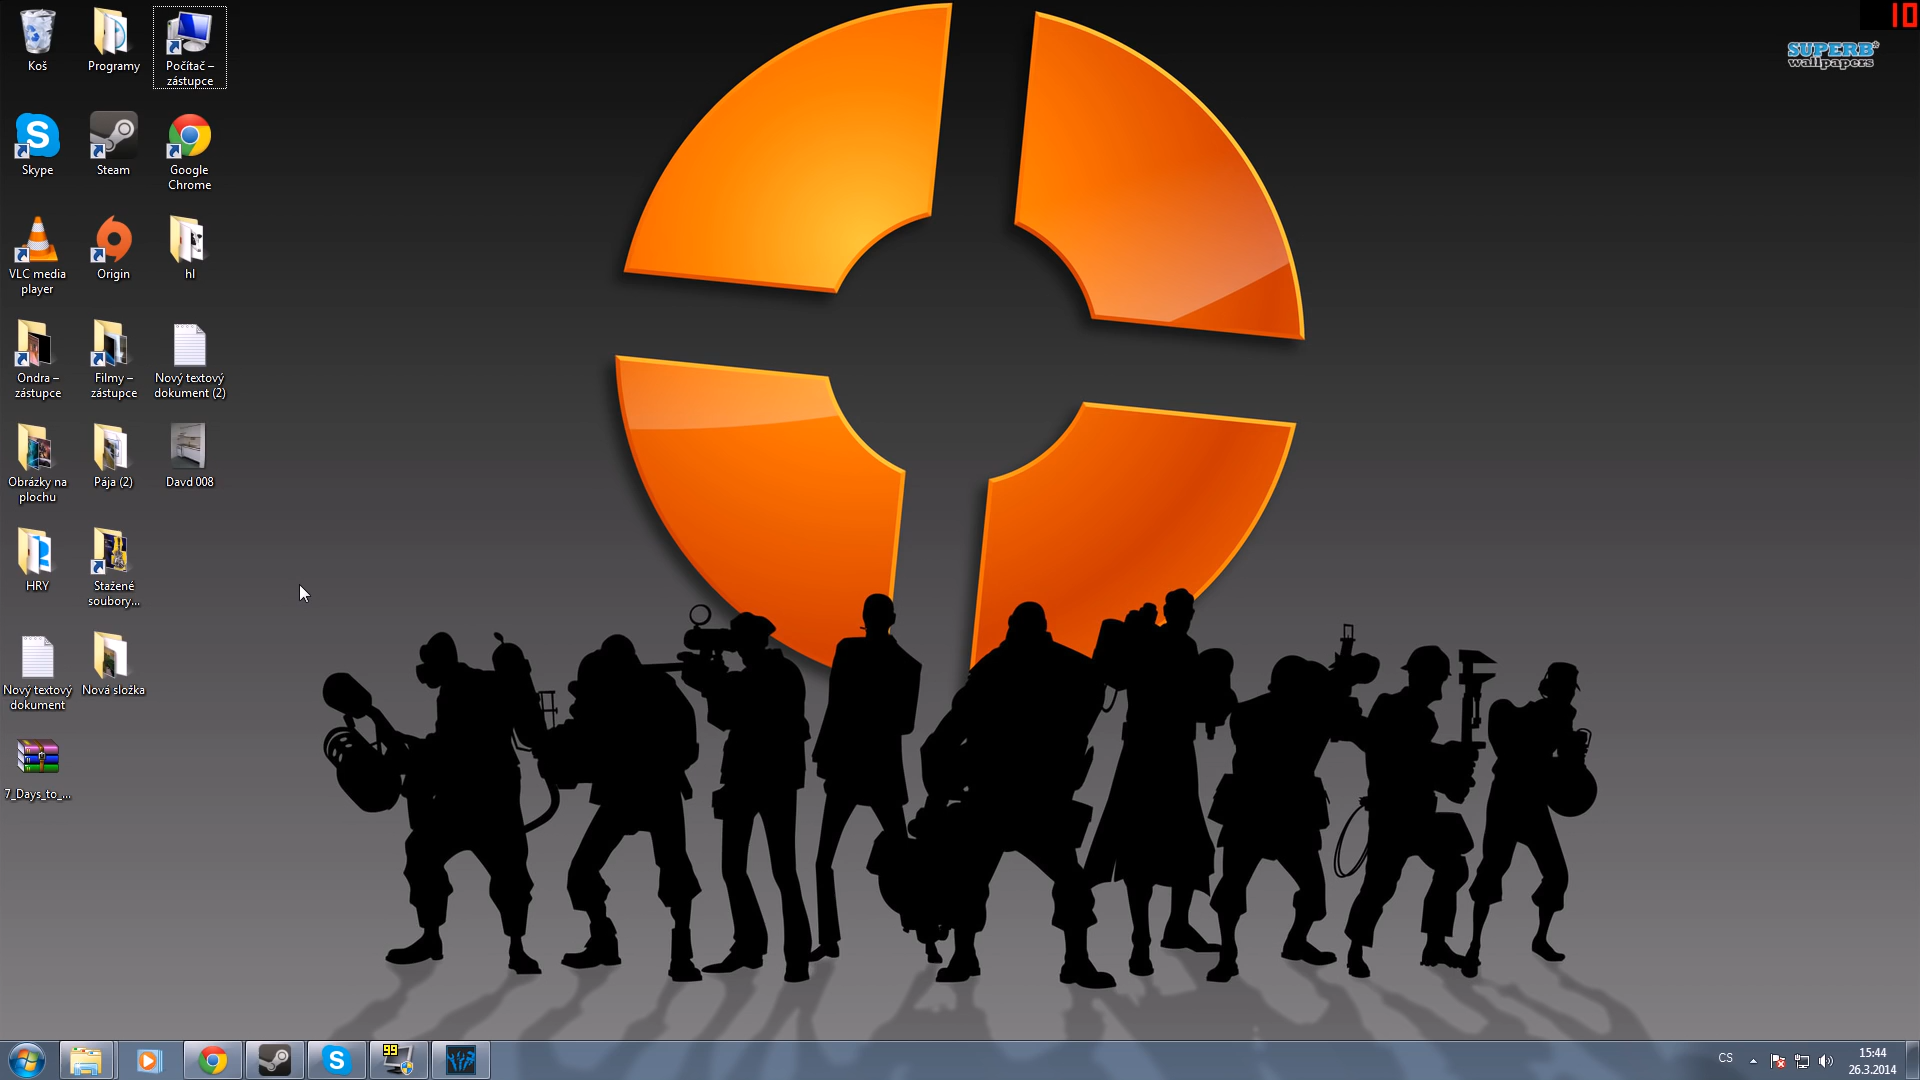 10
SUPERB
wallpapers
Koš
Programy
Počítač –
zástupce
Skype
Steam
Google
Chrome
VLC media
player
Origin
hl
Ondra –
zástupce
Filmy –
zástupce
Nový textový
dokument (2)
Obrázky na
plochu
Pája (2)
Davd 008
HRY
Stažené
soubory...
Nový textový
dokument
Nová složka
7_Days_to_...
99
CS
15:44
26.3.2014